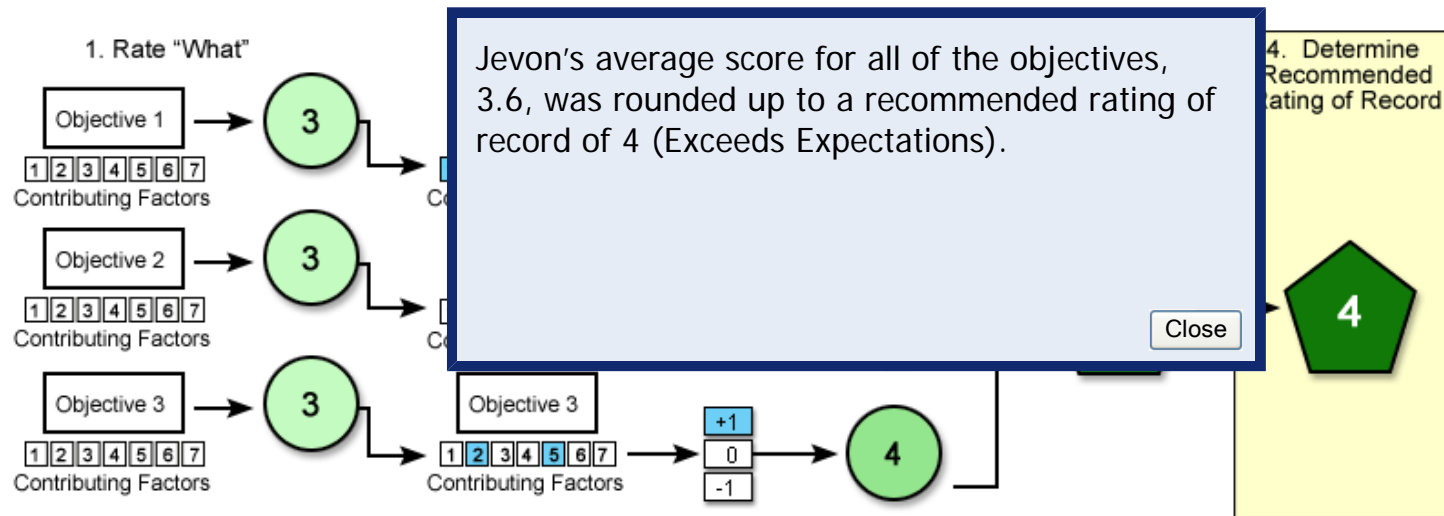 1. Rate “What”
Jevon’s average score for all of the objectives,
3.6, was rounded up to a recommended rating of
record of 4 (Exceeds Expectations).
Close
4. Determine
Recommended
Rating of Record
Objective 1
3
1 2 3 4 5 6 7
Contributing Factors
Objective 2
3
1 2 3 4 5 6 7
Contributing Factors
4
Objective 3
3
1 2 3 4 5 6 7
Contributing Factors
Objective 3
1 2 3 4 5 6 7
Contributing Factors
+1
0
-1
4